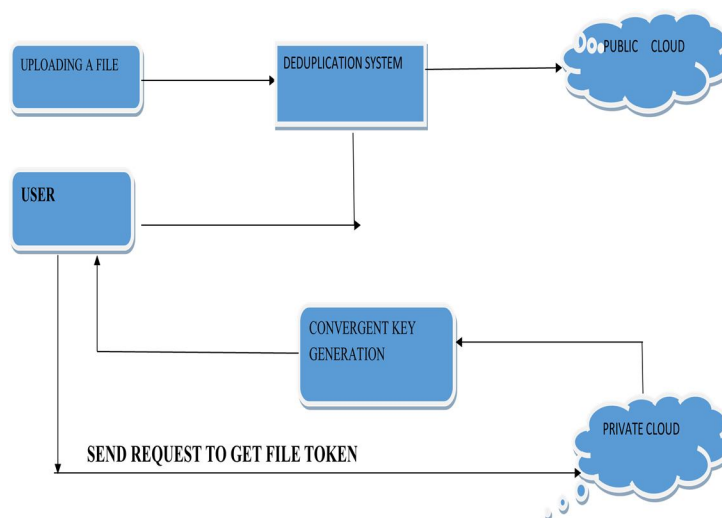 UPLOADING A FILE
DEDUPLICATION SYSTEM
PUBLIC CLOUD
USER
CONVERGENT KEY
GENERATION
PRIVATE CLOUD
SEND REQUEST TO GET FILE TOKEN